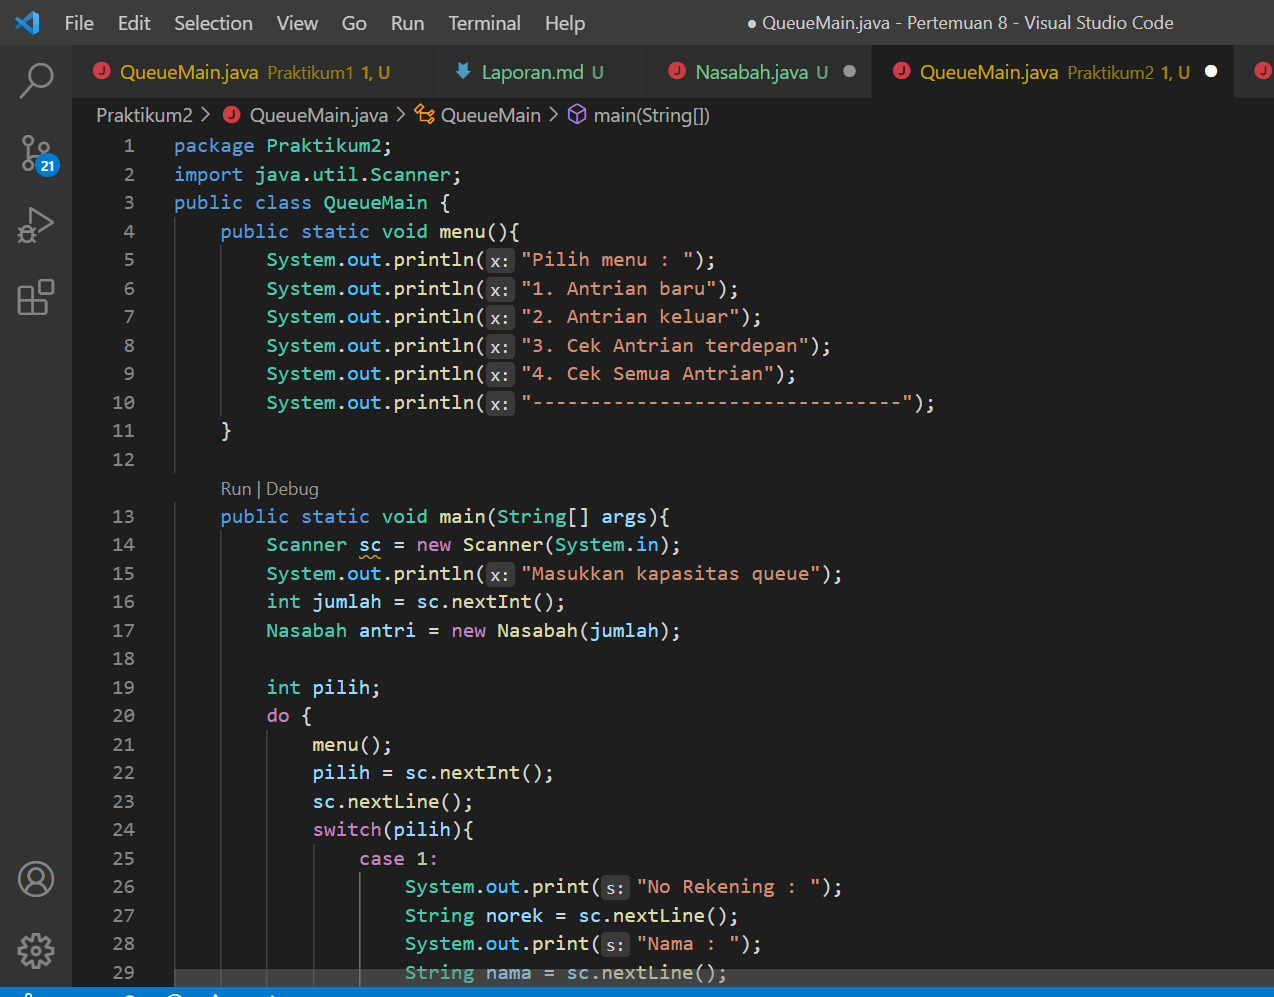 File Edit Selection View Go Run Terminal Help ● QueueMain.java - Pertemuan 8 - Visual Studio Code
J QueueMain.java Praktikum1 1, U Laporan.md U J Nasabah.java U ● J QueueMain.java Praktikum2 1, U ● J
Praktikum2 > J QueueMain.java > QueueMain > main(String[])
1 package Praktikum2;
2 import java.util.Scanner;
3 public class QueueMain {
4 public static void menu(){
5 System.out.println(x: "Pilih menu : ");
6 System.out.println(x: "1. Antrian baru");
7 System.out.println(x: "2. Antrian keluar");
8 System.out.println(x: "3. Cek Antrian terdepan");
9 System.out.println(x: "4. Cek Semua Antrian");
10 System.out.println(x: "--------------------------------");
11 }
12
Run | Debug
13 public static void main(String[] args){
14 Scanner sc = new Scanner(System.in);
15 System.out.println(x: "Masukkan kapasitas queue");
16 int jumlah = sc.nextInt();
17 Nasabah antri = new Nasabah(jumlah);
18
19 int pilih;
20 do {
21 menu();
22 pilih = sc.nextInt();
23 sc.nextLine();
24 switch(pilih){
25 case 1:
26 System.out.print(s: "No Rekening : ");
27 String norek = sc.nextLine();
28 System.out.print(s: "Nama : ");
29 String nama = sc.nextLine();
21